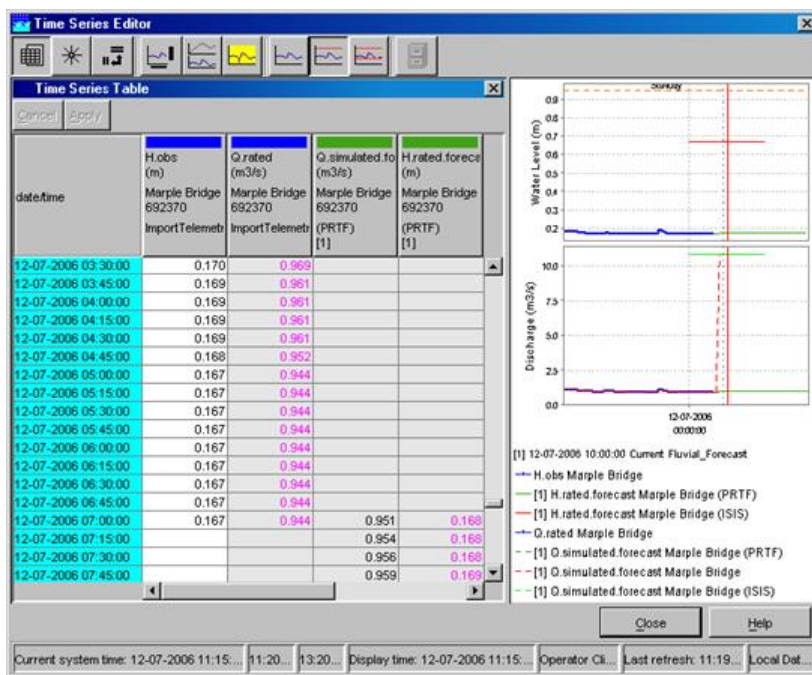 Time Series Editor
Time Series Table
Cancel Apply
date/time
H.obs (m) Marple Bridge 692370 ImportTelemetr
Q.rated (m3/s) Marple Bridge 692370 ImportTelemetr
Q.simulated.fo (m3/s) Marple Bridge 692370 (PRTF) [1]
H.rated.foreca (m) Marple Bridge 692370 (PRTF) [1]
12-07-2006 03:30:00 0.170 0.969
12-07-2006 03:45:00 0.169 0.961
12-07-2006 04:00:00 0.169 0.961
12-07-2006 04:15:00 0.169 0.961
12-07-2006 04:30:00 0.169 0.961
12-07-2006 04:45:00 0.168 0.952
12-07-2006 05:00:00 0.167 0.944
12-07-2006 05:15:00 0.167 0.944
12-07-2006 05:30:00 0.167 0.944
12-07-2006 05:45:00 0.167 0.944
12-07-2006 06:00:00 0.167 0.944
12-07-2006 06:15:00 0.167 0.944
12-07-2006 06:30:00 0.167 0.944
12-07-2006 06:45:00 0.167 0.944
12-07-2006 07:00:00 0.167 0.944 0.951 0.168
12-07-2006 07:15:00 0.954 0.168
12-07-2006 07:30:00 0.956 0.168
12-07-2006 07:45:00 0.959 0.169
Standby
Water Level (m)
0.9
0.8
0.7
0.6
0.5
0.4
0.3
0.2
Discharge (m3/s)
10.0
7.5
5.0
2.5
0.0
12-07-2006
00:00:00
[1] 12-07-2006 10:00:00 Current Fluvial_Forecast
H.obs Marple Bridge
[1] H.rated.forecast Marple Bridge (PRTF)
[1] H.rated.forecast Marple Bridge (ISIS)
Q.rated Marple Bridge
[1] Q.simulated.forecast Marple Bridge (PRTF)
[1] Q.simulated.forecast Marple Bridge
[1] Q.simulated.forecast Marple Bridge (ISIS)
Close Help
Current system time: 12-07-2006 11:15:... 11:20... 13:20... Display time: 12-07-2006 11:15:... Operator Cli... Last refresh: 11:19... Local Dat...